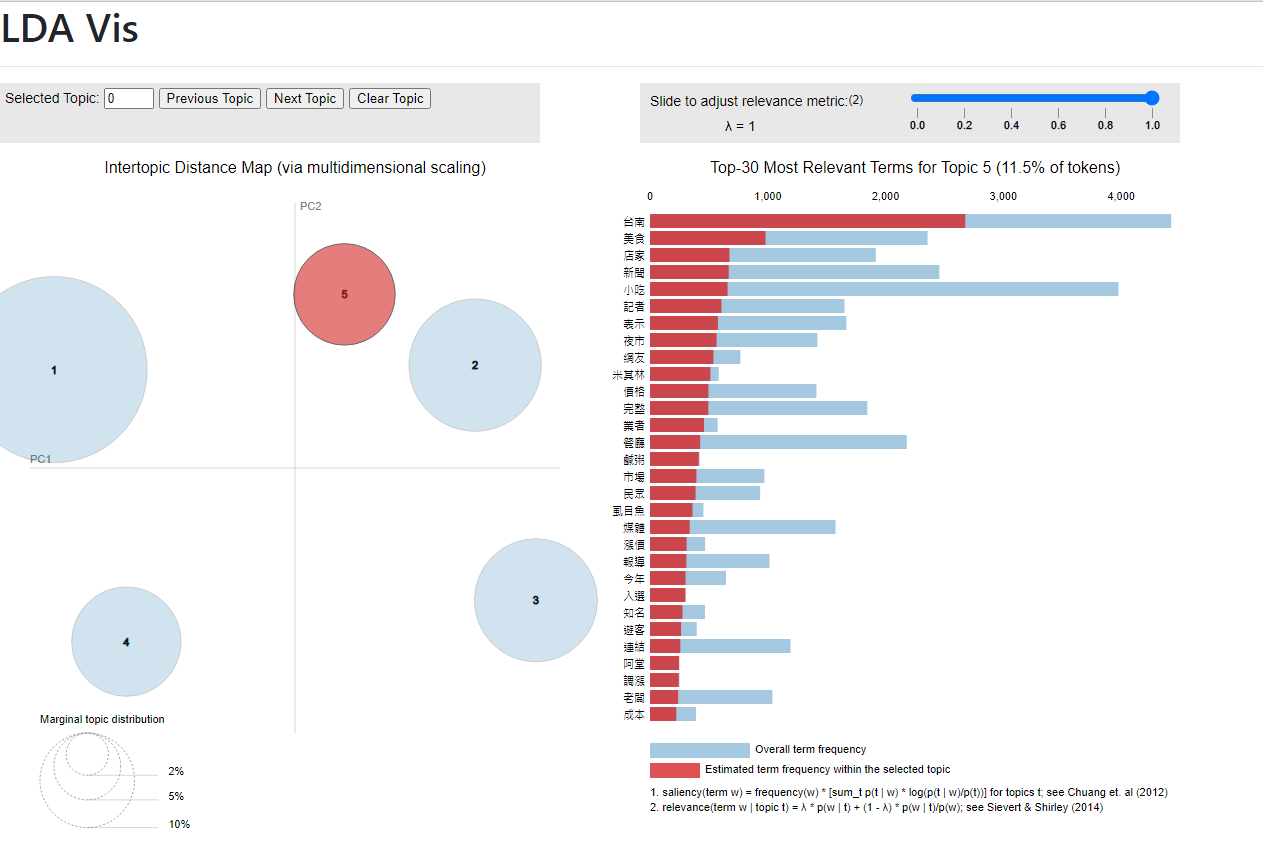 LDA Vis
Selected Topic: 0 Previous Topic Next Topic Clear Topic
Slide to adjust relevance metric:(2)
λ = 1
0.0 0.2 0.4 0.6 0.8 1.0
Intertopic Distance Map (via multidimensional scaling)
PC2
PC1
1
2
3
4
5
Marginal topic distribution
2%
5%
10%
Top-30 Most Relevant Terms for Topic 5 (11.5% of tokens)
0 1,000 2,000 3,000 4,000
台南
美食
店家
新聞
小吃
記者
表示
夜市
網友
米其林
價格
完整
業者
餐廳
鹹粥
市場
民眾
虱目魚
媒體
漲價
報導
今年
入選
知名
遊客
連結
阿堂
調漲
老闆
成本
Overall term frequency
Estimated term frequency within the selected topic
1. saliency(term w) = frequency(w) * [sum_t p(t | w) * log(p(t | w)/p(t))] for topics t; see Chuang et. al (2012)
2. relevance(term w | topic t) = λ * p(w | t) + (1 - λ) * p(w | t)/p(w); see Sievert & Shirley (2014)